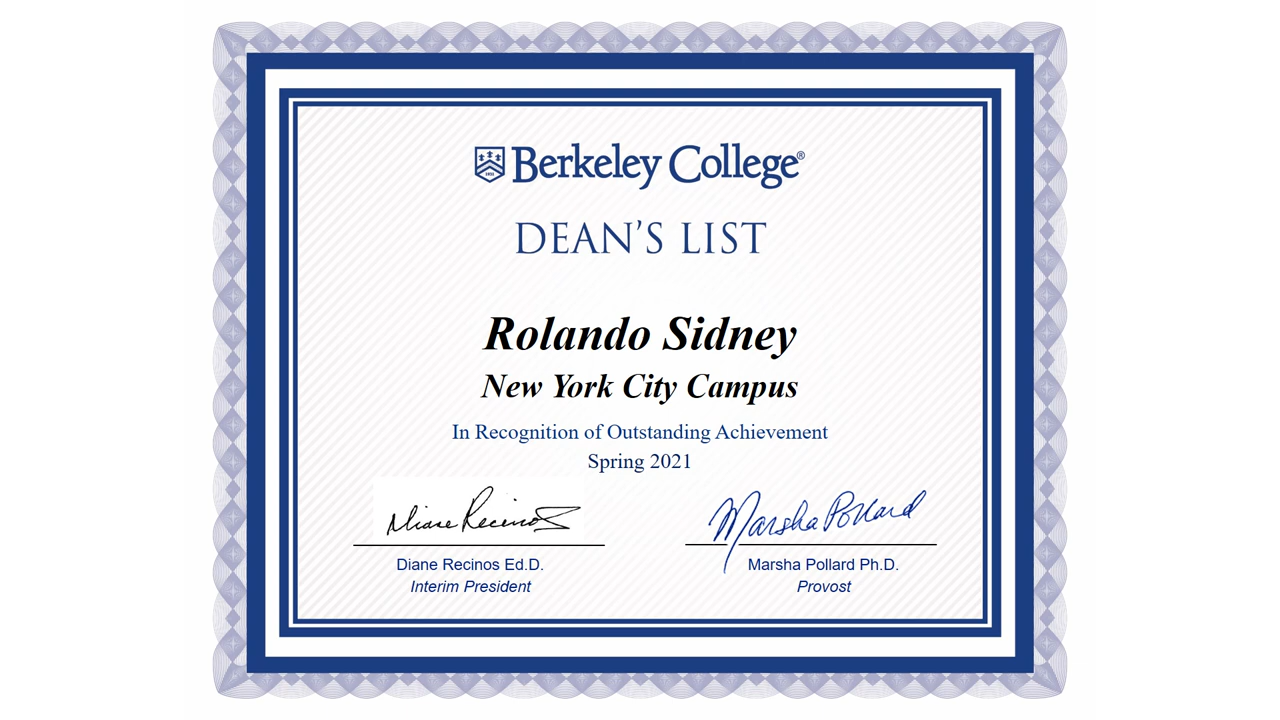 Berkeley College®
DEAN'S LIST
Rolando Sidney
New York City Campus
In Recognition of Outstanding Achievement
Spring 2021
Diane Recinos
Marsha Pollard
Diane Recinos Ed.D.
Marsha Pollard Ph.D.
Interim President
Provost